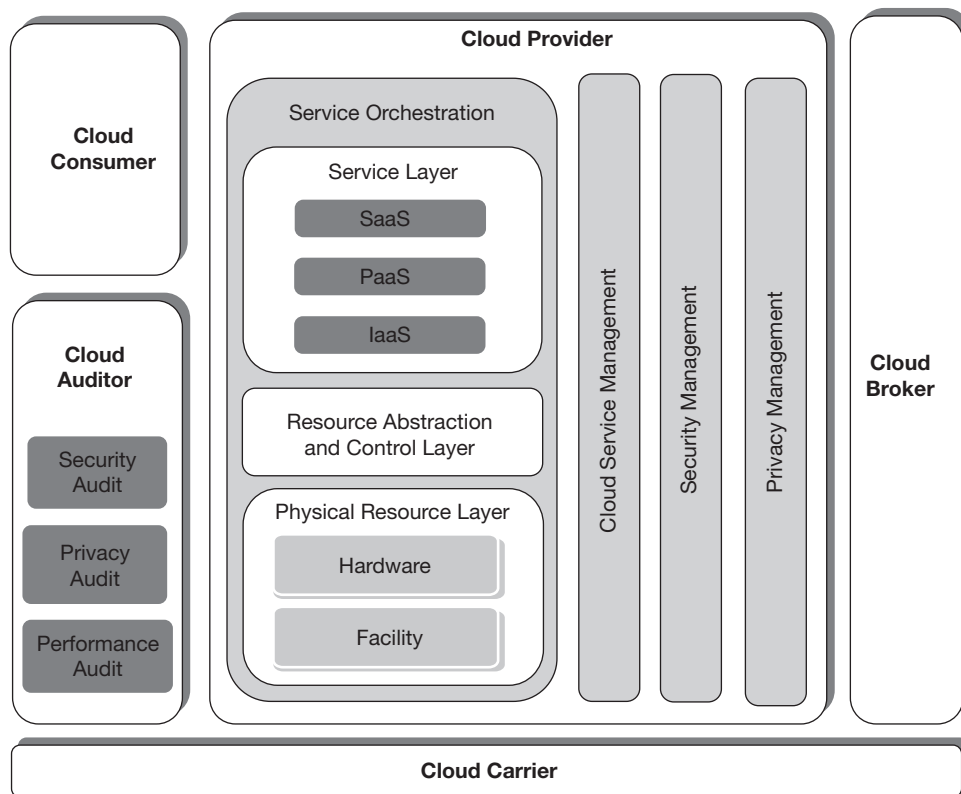 Cloud
Consumer
Cloud
Auditor
Security
Audit
Privacy
Audit
Performance
Audit
Cloud Provider
Service Orchestration
Service Layer
SaaS
PaaS
IaaS
Resource Abstraction
and Control Layer
Physical Resource Layer
Hardware
Facility
Cloud Service Management
Security Management
Privacy Management
Cloud
Broker
Cloud Carrier